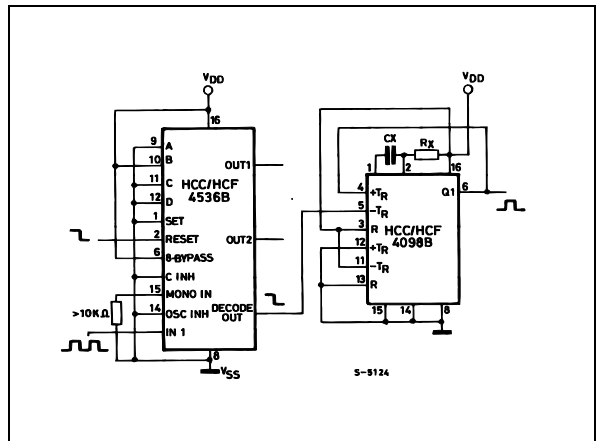 VDD
16
9 A
10 B
11 C
12 D
1 SET
2 RESET
6 8-BYPASS
C INH
15 MONO IN
14 OSC INH
IN 1
>10KΩ
HCC/HCF
4536B
OUT1
OUT2
DECODE
OUT
8
VSS
VDD
CX
RX
1
2
16
4 +TR
5 -TR
3 R
12 +TR
11 -TR
13 R
HCC/HCF
4098B
Q1 6
15
14
8
S-5124